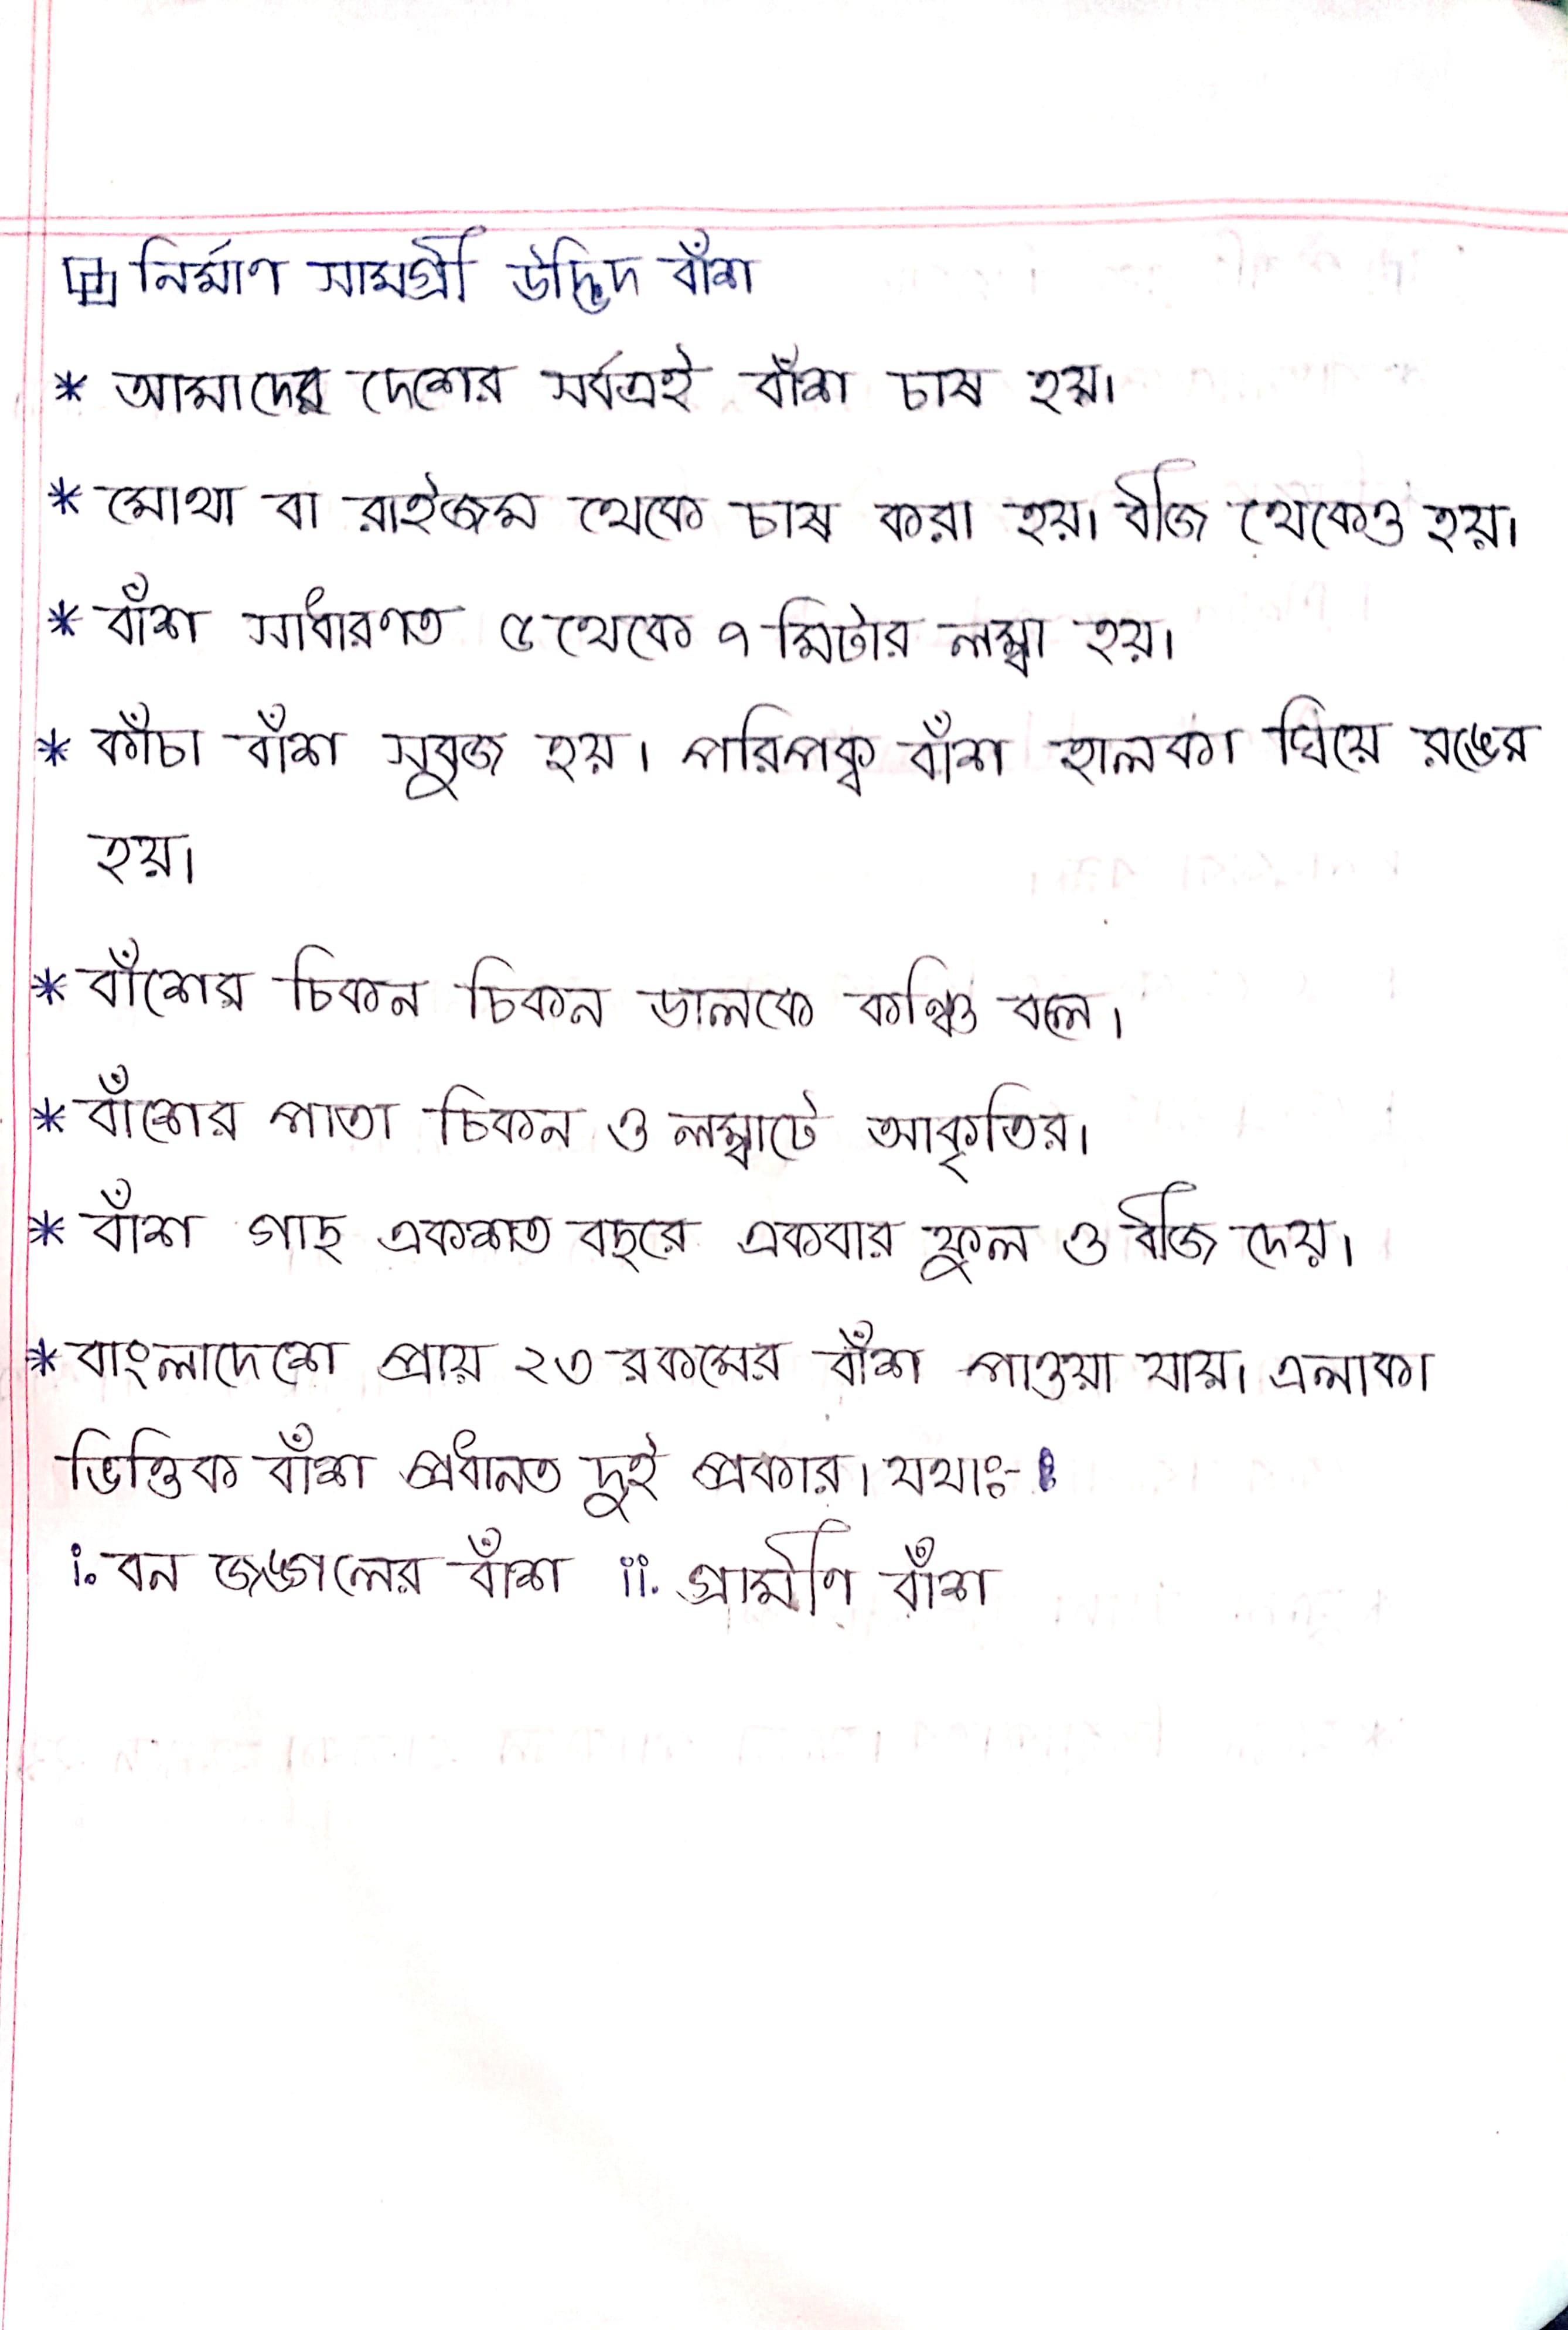 নির্মাণ সামগ্রী উদ্ভিদ বাঁশ
* আমাদের দেশের সর্বত্রই বাঁশ চাষ হয়।
* মোথা বা রাইজম থেকে চাষ করা হয়। বীজ থেকেও হয়।
* বাঁশ সাধারণত ৫ থেকে ৭ মিটার লম্বা হয়।
* কাঁচা বাঁশ সবুজ হয়। পরিপক্ব বাঁশ হালকা ঘিয়ে রঙের
হয়।
* বাঁশের চিকন চিকন ডালকে কঞ্চি বলে।
* বাঁশের পাতা চিকন ও লম্বাটে আকৃতির।
* বাঁশ গাছ একশত বছরে একবার ফুল ও বীজ দেয়।
* বাংলাদেশে প্রায় ২৩ রকমের বাঁশ পাওয়া যায়। এলাকা
ভিত্তিক বাঁশ প্রধানত দুই প্রকার। যথাঃ-
i. বন জঙ্গলের বাঁশ ii. গ্রামীণ বাঁশ